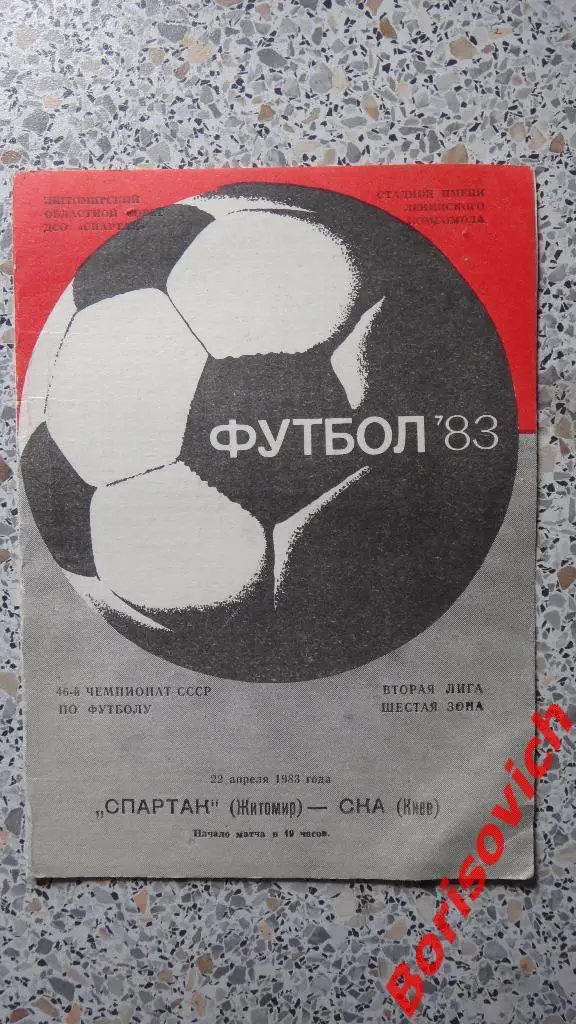 ЖИТОМИРСКИЙ
ОБЛАСТНОЙ СОВЕТ
ДСО «СПАРТАК»
СТАДИОН ИМЕНИ
ЛЕНИНСКОГО
КОМСОМОЛА
ФУТБОЛ '83
46-й ЧЕМПИОНАТ СССР
ПО ФУТБОЛУ
ВТОРАЯ ЛИГА
ШЕСТАЯ ЗОНА
22 апреля 1983 года
„СПАРТАК" (Житомир) — СКА (Киев)
Начало матча в 19 часов.
Borisovich